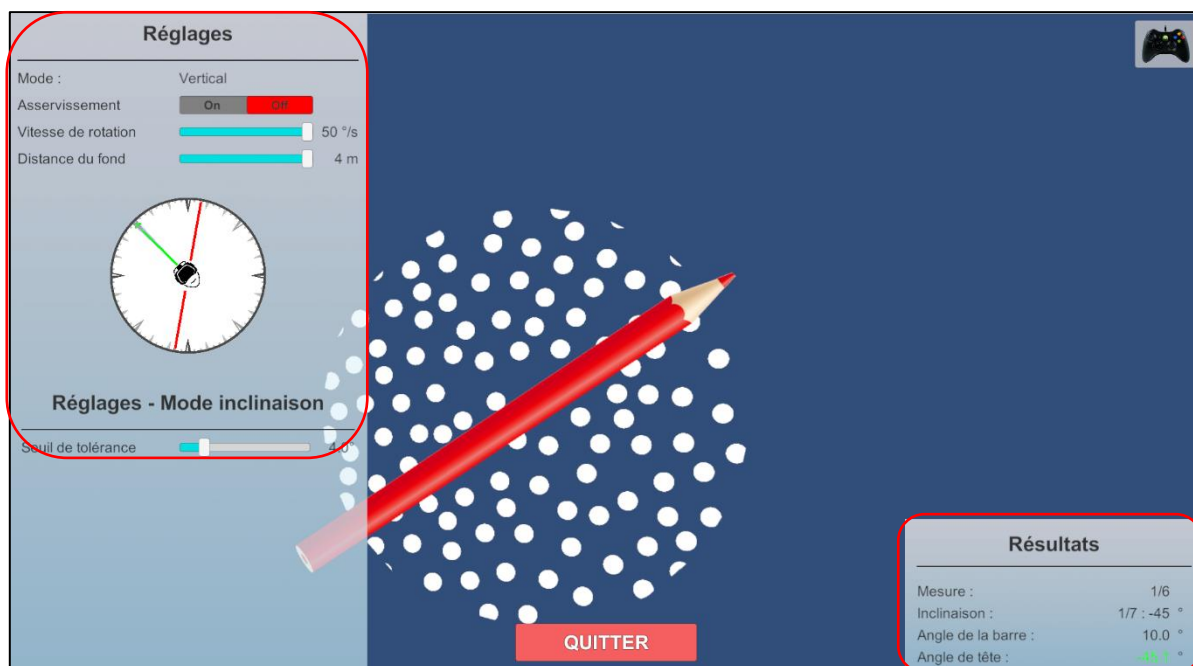 Réglages
Mode : Vertical
Asservissement On Off
Vitesse de rotation 50 °/s
Distance du fond 4 m
Réglages - Mode inclinaison
Seuil de tolérance 4.0°
QUITTER
Résultats
Mesure : 1/6
Inclinaison : 1/7 : -45 °
Angle de la barre : 10.0 °
Angle de tête : °